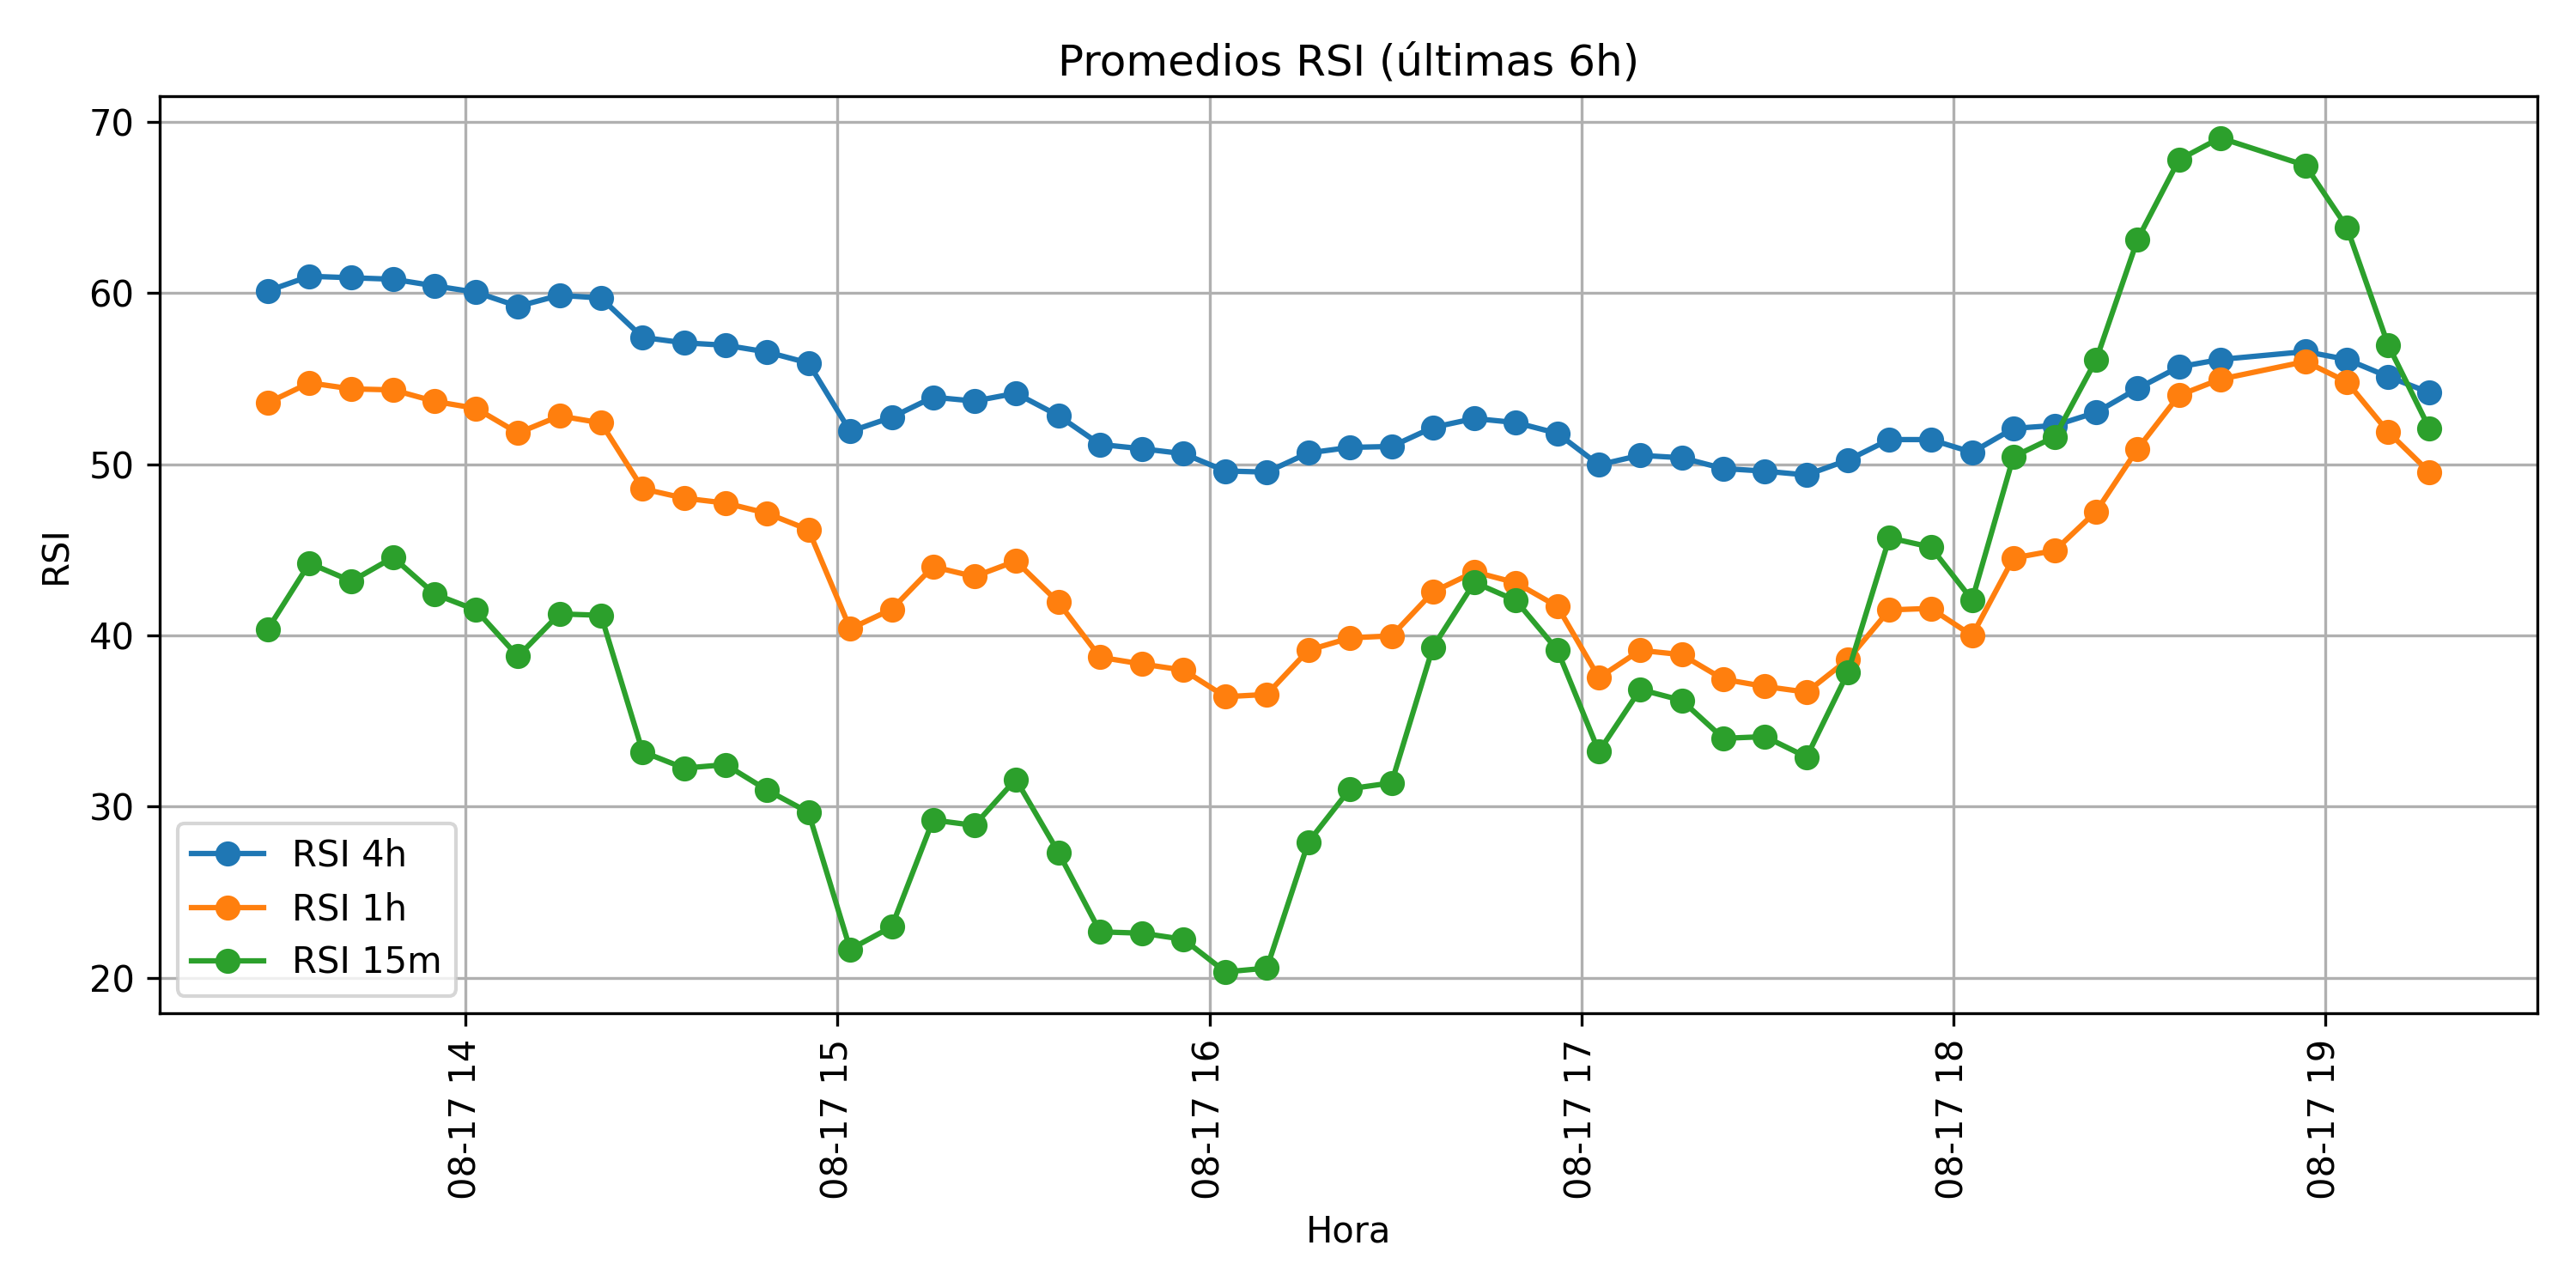 Promedios RSI (últimas 6h)
RSI
70
60
50
40
30
20
RSI 4h
RSI 1h
RSI 15m
08-17 14
08-17 15
08-17 16
08-17 17
08-17 18
08-17 19
Hora